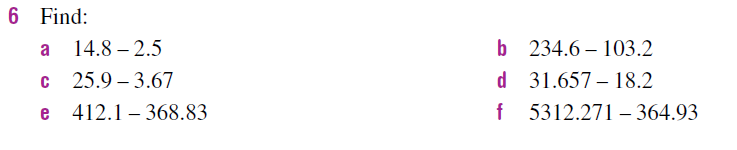 6 Find:
a 14.8 – 2.5 b 234.6 – 103.2
c 25.9 – 3.67 d 31.657 – 18.2
e 412.1 – 368.83 f 5312.271 – 364.93